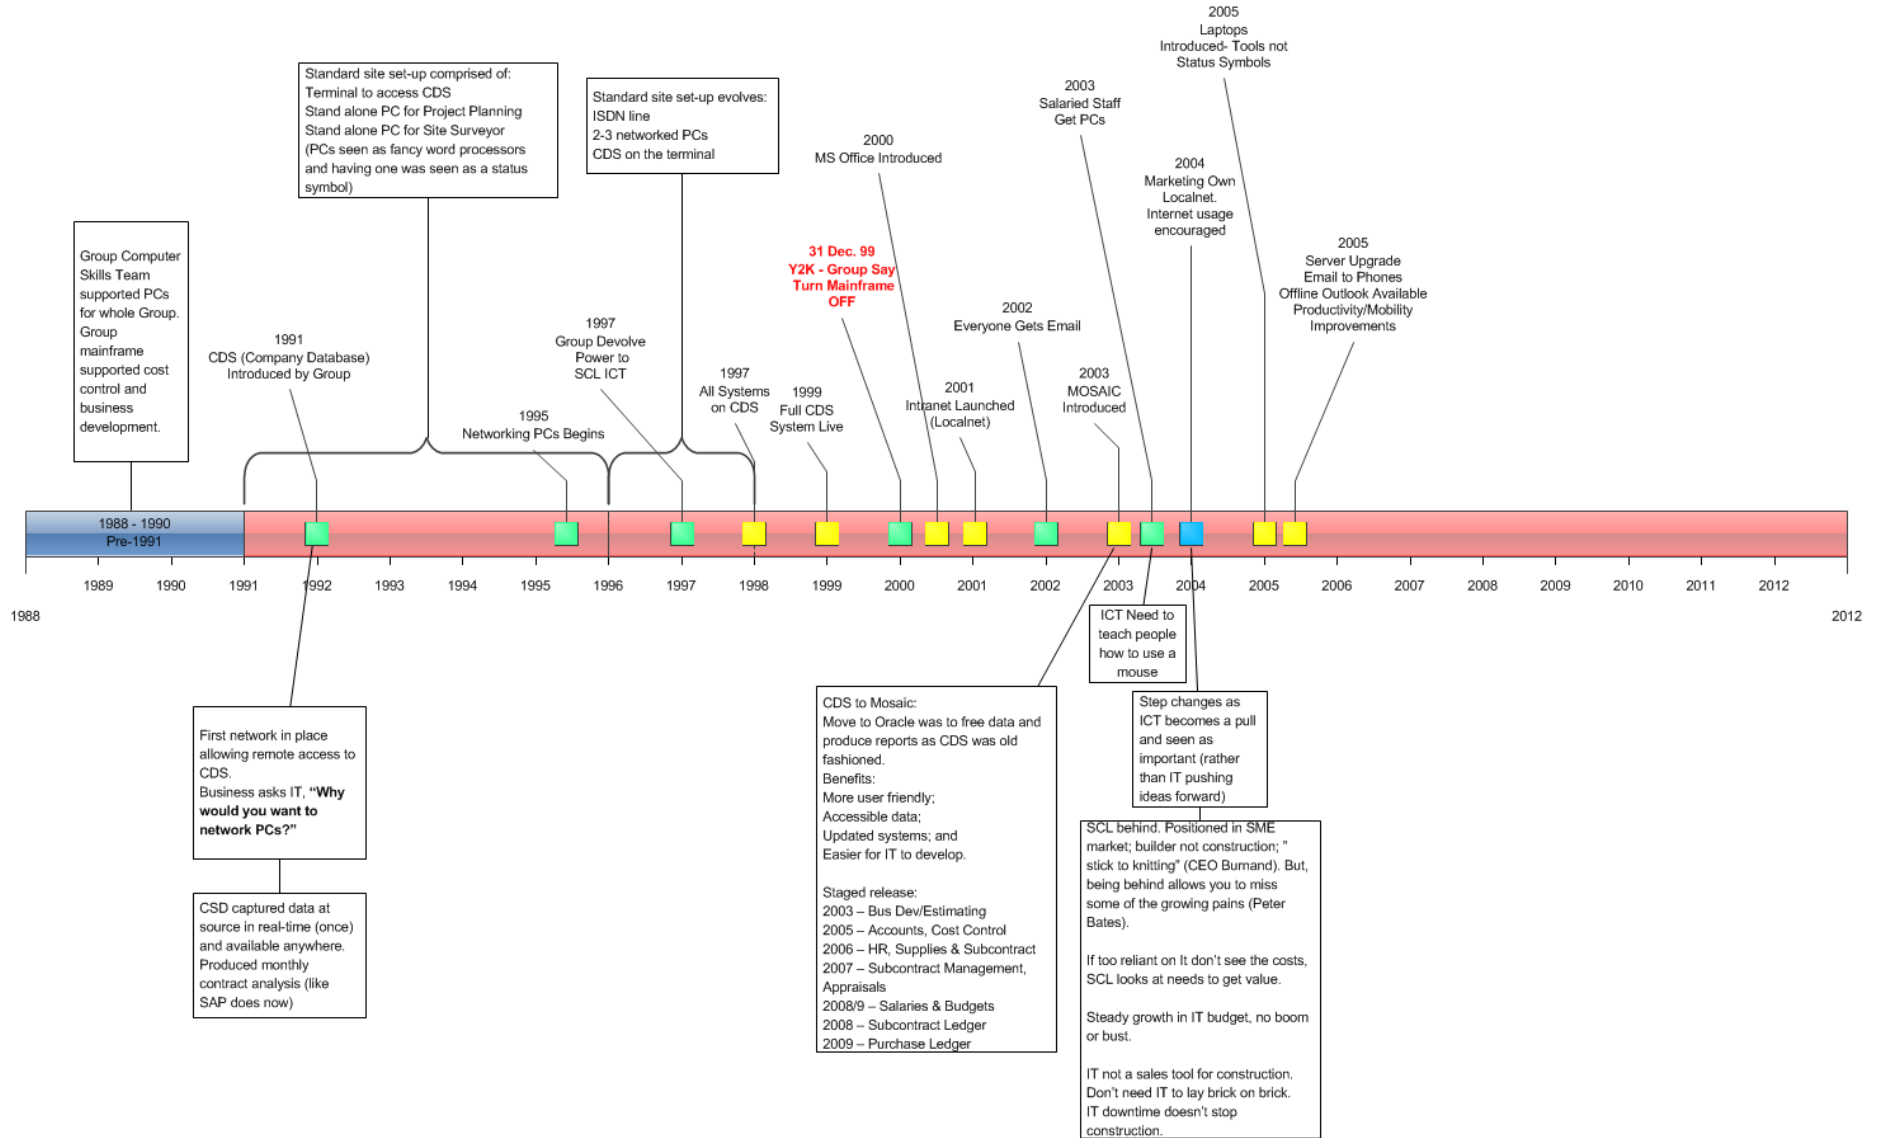 2005
Laptops
Introduced- Tools not
Status Symbols
Standard site set-up comprised of:
Terminal to access CDS
Stand alone PC for Project Planning
Stand alone PC for Site Surveyor
(PCs seen as fancy word processors
and having one was seen as a status
symbol)
Standard site set-up evolves:
ISDN line
2-3 networked PCs
CDS on the terminal
2003
Salaried Staff
Get PCs
2000
MS Office Introduced
2004
Marketing Own
Localnet.
Internet usage
encouraged
Group Computer
Skills Team
supported PCs
for whole Group.
Group
mainframe
supported cost
control and
business
development.
31 Dec. 99
Y2K - Group Say
Turn Mainframe
OFF
2005
Server Upgrade
Email to Phones
Offline Outlook Available
Productivity/Mobility
Improvements
1991
CDS (Company Database)
Introduced by Group
1997
Group Devolve
Power to
SCL ICT
2002
Everyone Gets Email
1995
Networking PCs Begins
1997
All Systems
on CDS
1999
Full CDS
System Live
2001
Intranet Launched
(Localnet)
2003
MOSAIC
Introduced
1988 - 1990
Pre-1991
1989 1990 1991 1992 1993 1994 1995 1996 1997 1998 1999 2000 2001 2002 2003 2004 2005 2006 2007 2008 2009 2010 2011 2012
1988 2012
First network in place
allowing remote access to
CDS.
Business asks IT, “Why
would you want to
network PCs?”
CSD captured data at
source in real-time (once)
and available anywhere.
Produced monthly
contract analysis (like
SAP does now)
CDS to Mosaic:
Move to Oracle was to free data and
produce reports as CDS was old
fashioned.
Benefits:
More user friendly;
Accessible data;
Updated systems; and
Easier for IT to develop.
Staged release:
2003 – Bus Dev/Estimating
2005 – Accounts, Cost Control
2006 – HR, Supplies & Subcontract
2007 – Subcontract Management,
Appraisals
2008/9 – Salaries & Budgets
2008 – Subcontract Ledger
2009 – Purchase Ledger
ICT Need to
teach people
how to use a
mouse
Step changes as
ICT becomes a pull
and seen as
important (rather
than IT pushing
ideas forward)
SCL behind. Positioned in SME
market; builder not construction; "
stick to knitting" (CEO Burnand). But,
being behind allows you to miss
some of the growing pains (Peter
Bates).
If too reliant on It don't see the costs,
SCL looks at needs to get value.
Steady growth in IT budget, no boom
or bust.
IT not a sales tool for construction.
Don't need IT to lay brick on brick.
IT downtime doesn't stop
construction.